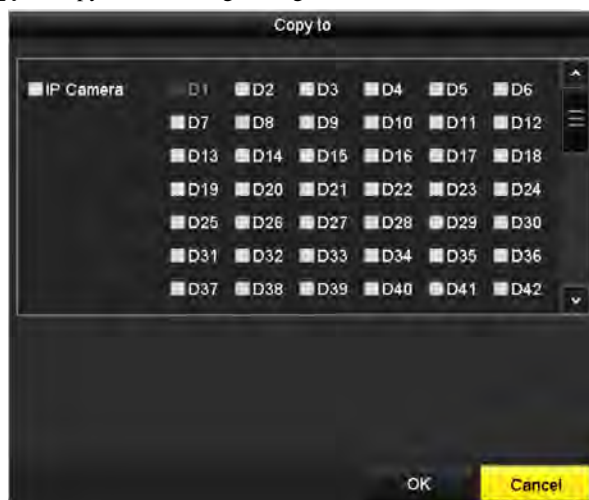 Copy to
IP Camera D1 D2 D3 D4 D5 D6
D7 D8 D9 D10 D11 D12
D13 D14 D15 D16 D17 D18
D19 D20 D21 D22 D23 D24
D25 D26 D27 D28 D29 D30
D31 D32 D33 D34 D35 D36
D37 D38 D39 D40 D41 D42
OK Cancel